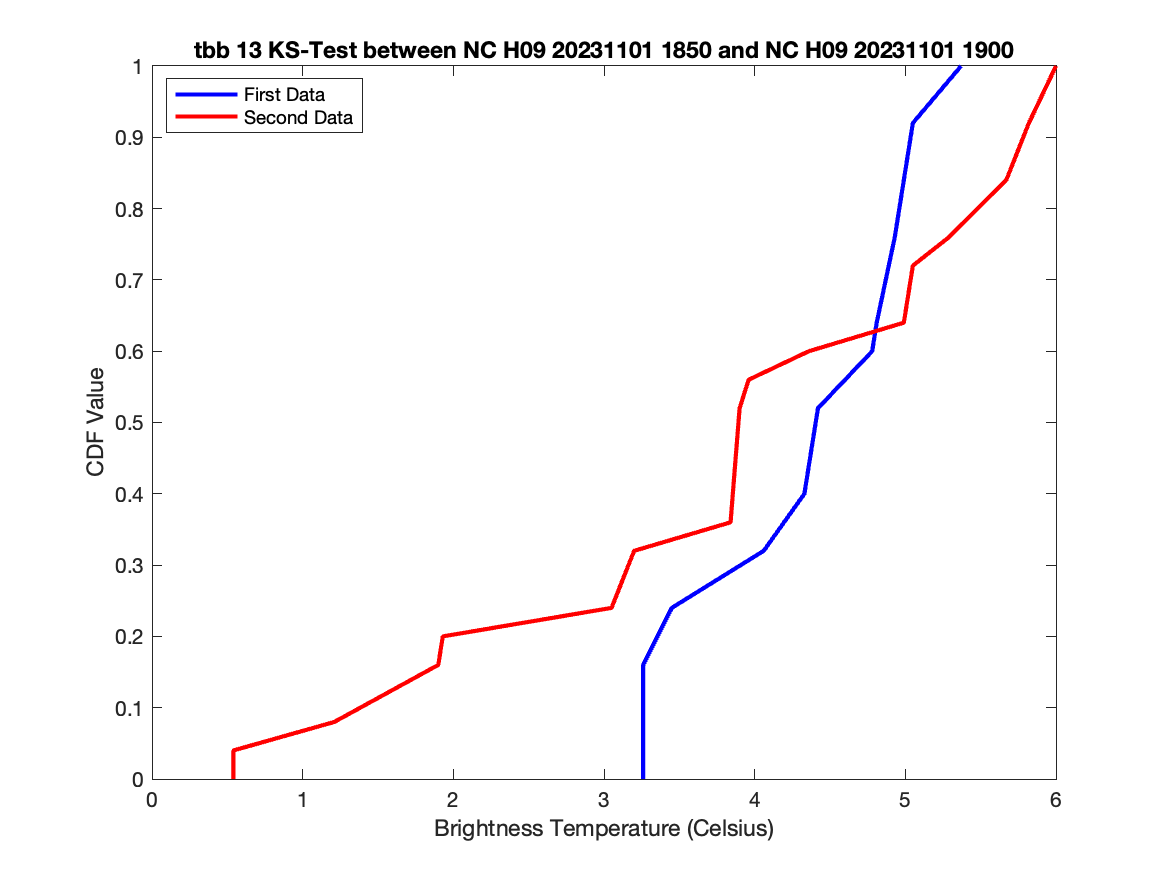 tbb 13 KS-Test between NC H09 20231101 1850 and NC H09 20231101 1900
First Data
Second Data
1
0.9
0.8
0.7
0.6
0.5
0.4
0.3
0.2
0.1
0
CDF Value
0 1 2 3 4 5 6
Brightness Temperature (Celsius)